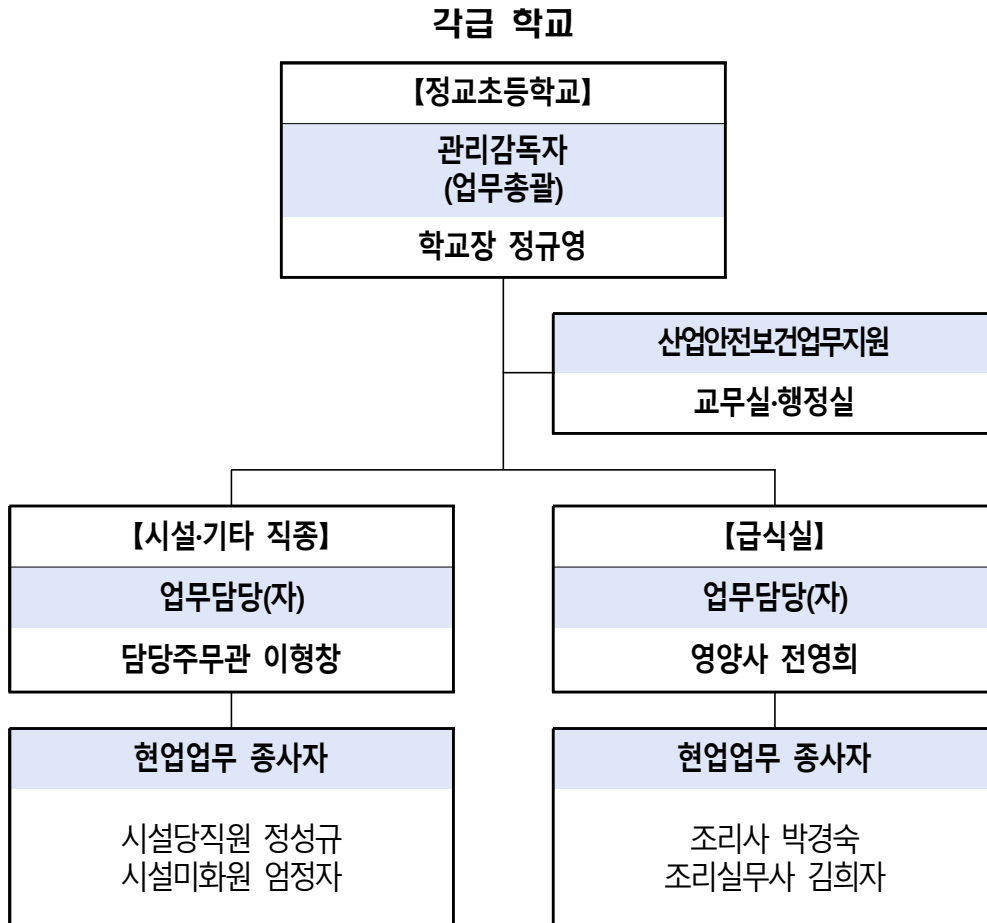 각급 학교
【정교초등학교】
관리감독자
(업무총괄)
학교장 정규영
산업안전보건업무지원
교무실·행정실
【시설·기타 직종】
업무담당(자)
담당주무관 이형창
【급식실】
업무담당(자)
영양사 전영희
현업업무 종사자
시설당직원 정성규
시설미화원 엄정자
현업업무 종사자
조리사 박경숙
조리실무사 김희자